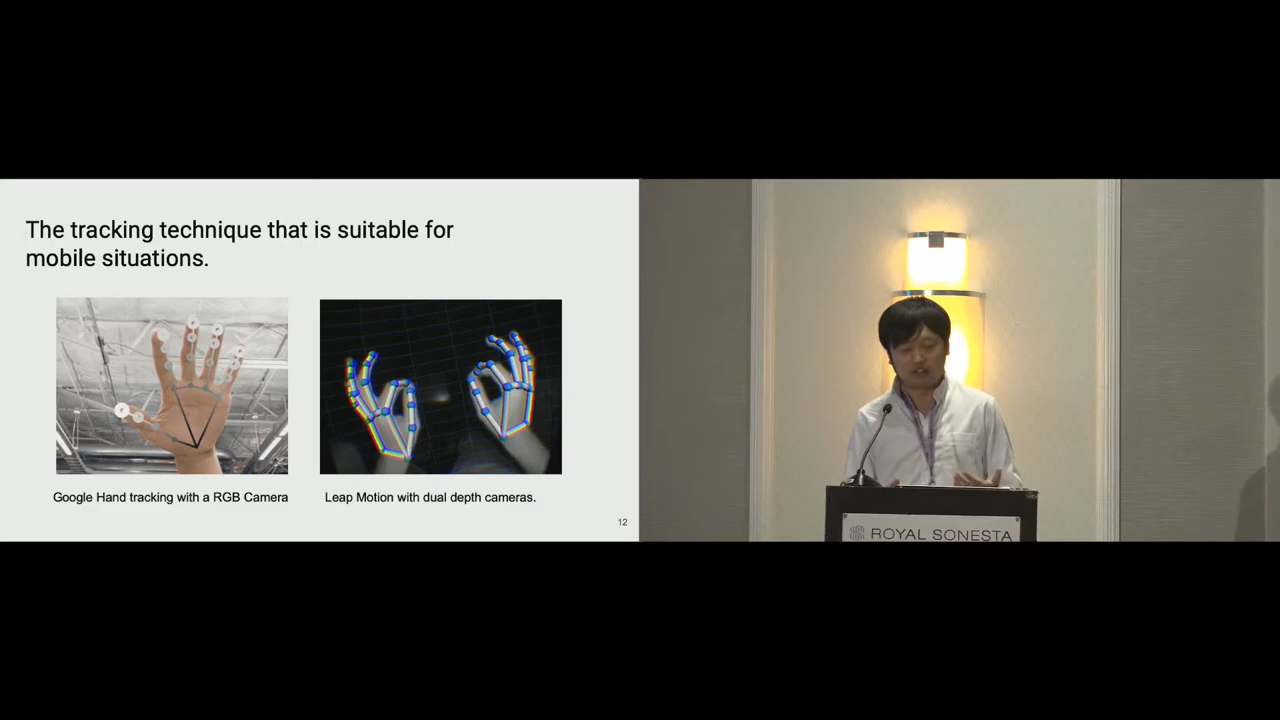 The tracking technique that is suitable for
mobile situations.
Google Hand tracking with a RGB Camera
Leap Motion with dual depth cameras.
12
ROYAL SONESTA